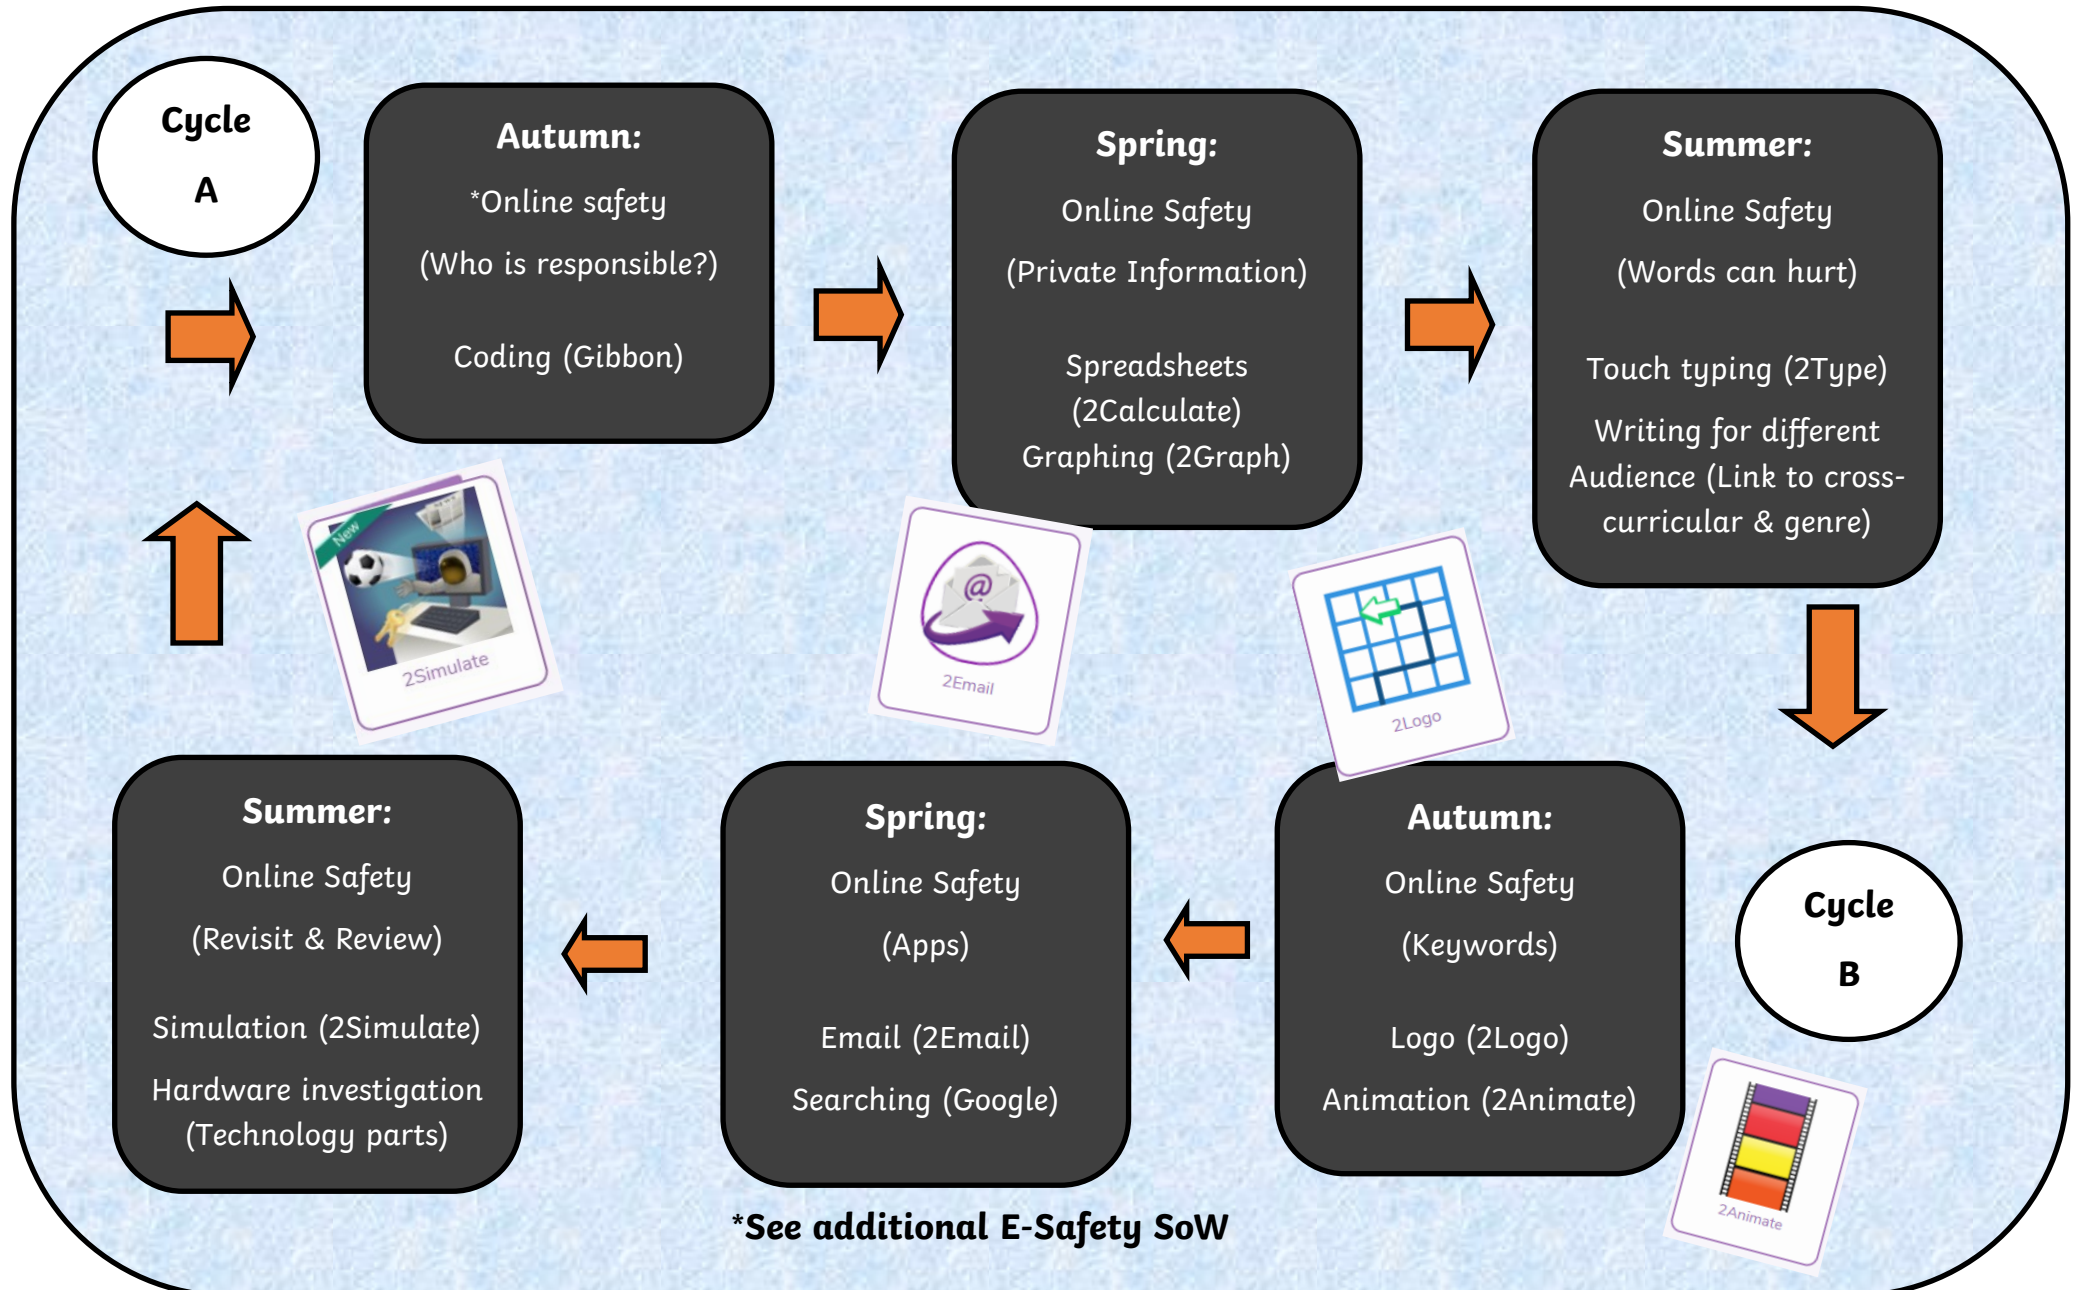 Cycle
A
Autumn:
*Online safety
(Who is responsible?)
Coding (Gibbon)
Spring:
Online Safety
(Private Information)
Spreadsheets
(2Calculate)
Graphing (2Graph)
Summer:
Online Safety
(Words can hurt)
Touch typing (2Type)
Writing for different
Audience (Link to cross-
curricular & genre)
New
2Simulate
2Email
2Logo
Cycle
B
Autumn:
Online Safety
(Keywords)
Logo (2Logo)
Animation (2Animate)
2Animate
Spring:
Online Safety
(Apps)
Email (2Email)
Searching (Google)
Summer:
Online Safety
(Revisit & Review)
Simulation (2Simulate)
Hardware investigation
(Technology parts)
*See additional E-Safety SoW